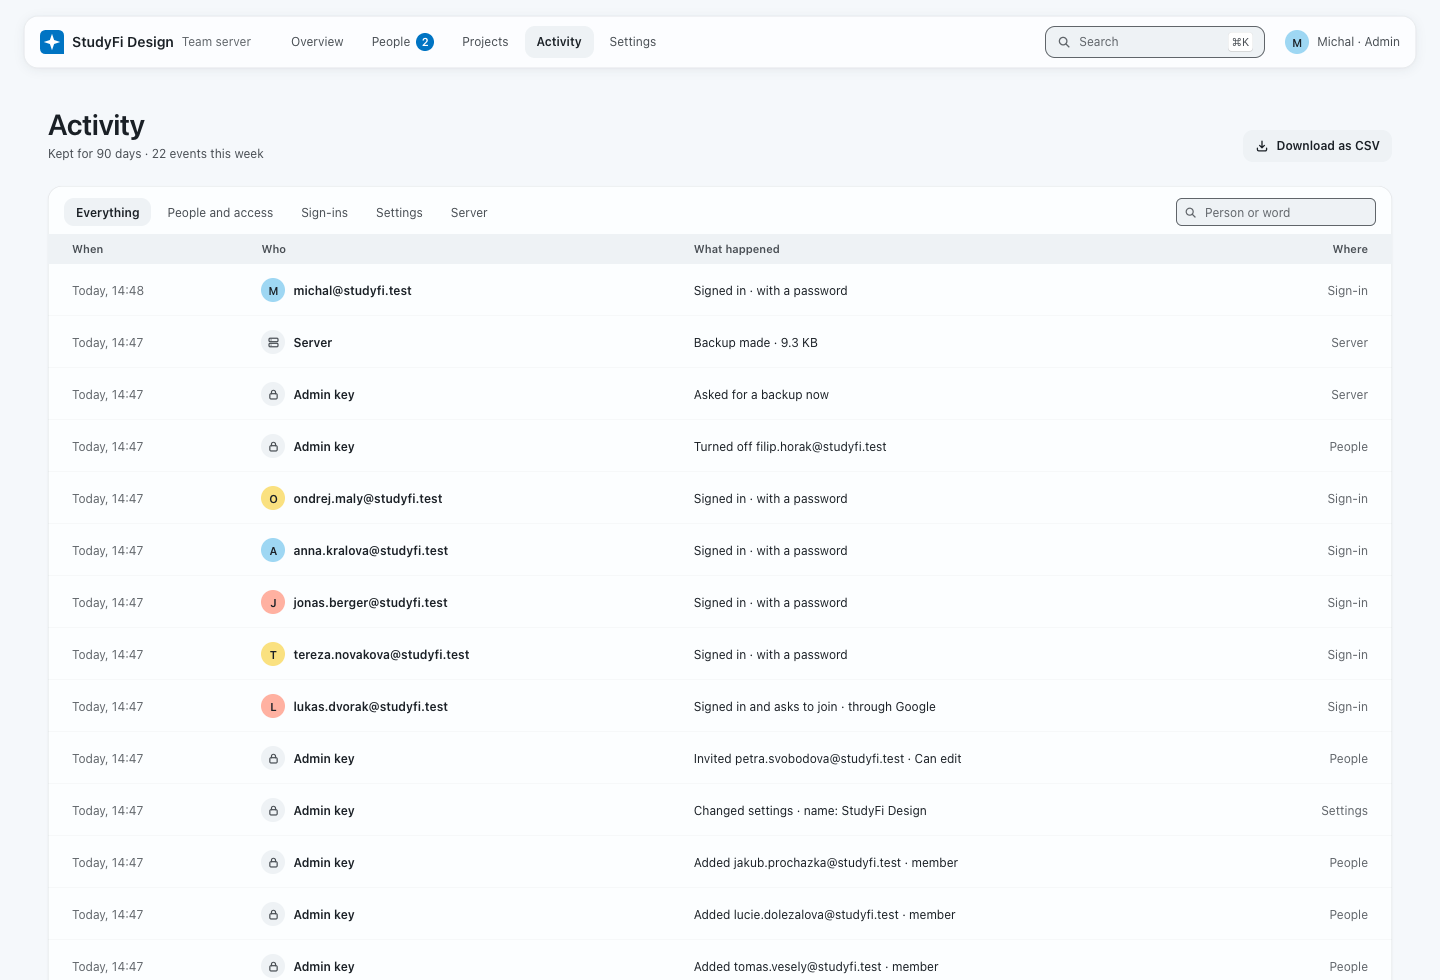 StudyFi Design Team server Overview People 2 Projects Activity Settings Search ⌘K M Michal · Admin
Activity
Kept for 90 days · 22 events this week
Download as CSV
Everything People and access Sign-ins Settings Server Person or word
When Who What happened Where
Today, 14:48 M michal@studyfi.test Signed in · with a password Sign-in
Today, 14:47 Server Backup made · 9.3 KB Server
Today, 14:47 Admin key Asked for a backup now Server
Today, 14:47 Admin key Turned off filip.horak@studyfi.test People
Today, 14:47 O ondrej.maly@studyfi.test Signed in · with a password Sign-in
Today, 14:47 A anna.kralova@studyfi.test Signed in · with a password Sign-in
Today, 14:47 J jonas.berger@studyfi.test Signed in · with a password Sign-in
Today, 14:47 T tereza.novakova@studyfi.test Signed in · with a password Sign-in
Today, 14:47 L lukas.dvorak@studyfi.test Signed in and asks to join · through Google Sign-in
Today, 14:47 Admin key Invited petra.svobodova@studyfi.test · Can edit People
Today, 14:47 Admin key Changed settings · name: StudyFi Design Settings
Today, 14:47 Admin key Added jakub.prochazka@studyfi.test · member People
Today, 14:47 Admin key Added lucie.dolezalova@studyfi.test · member People
Today, 14:47 Admin key Added tomas.vesely@studyfi.test · member People